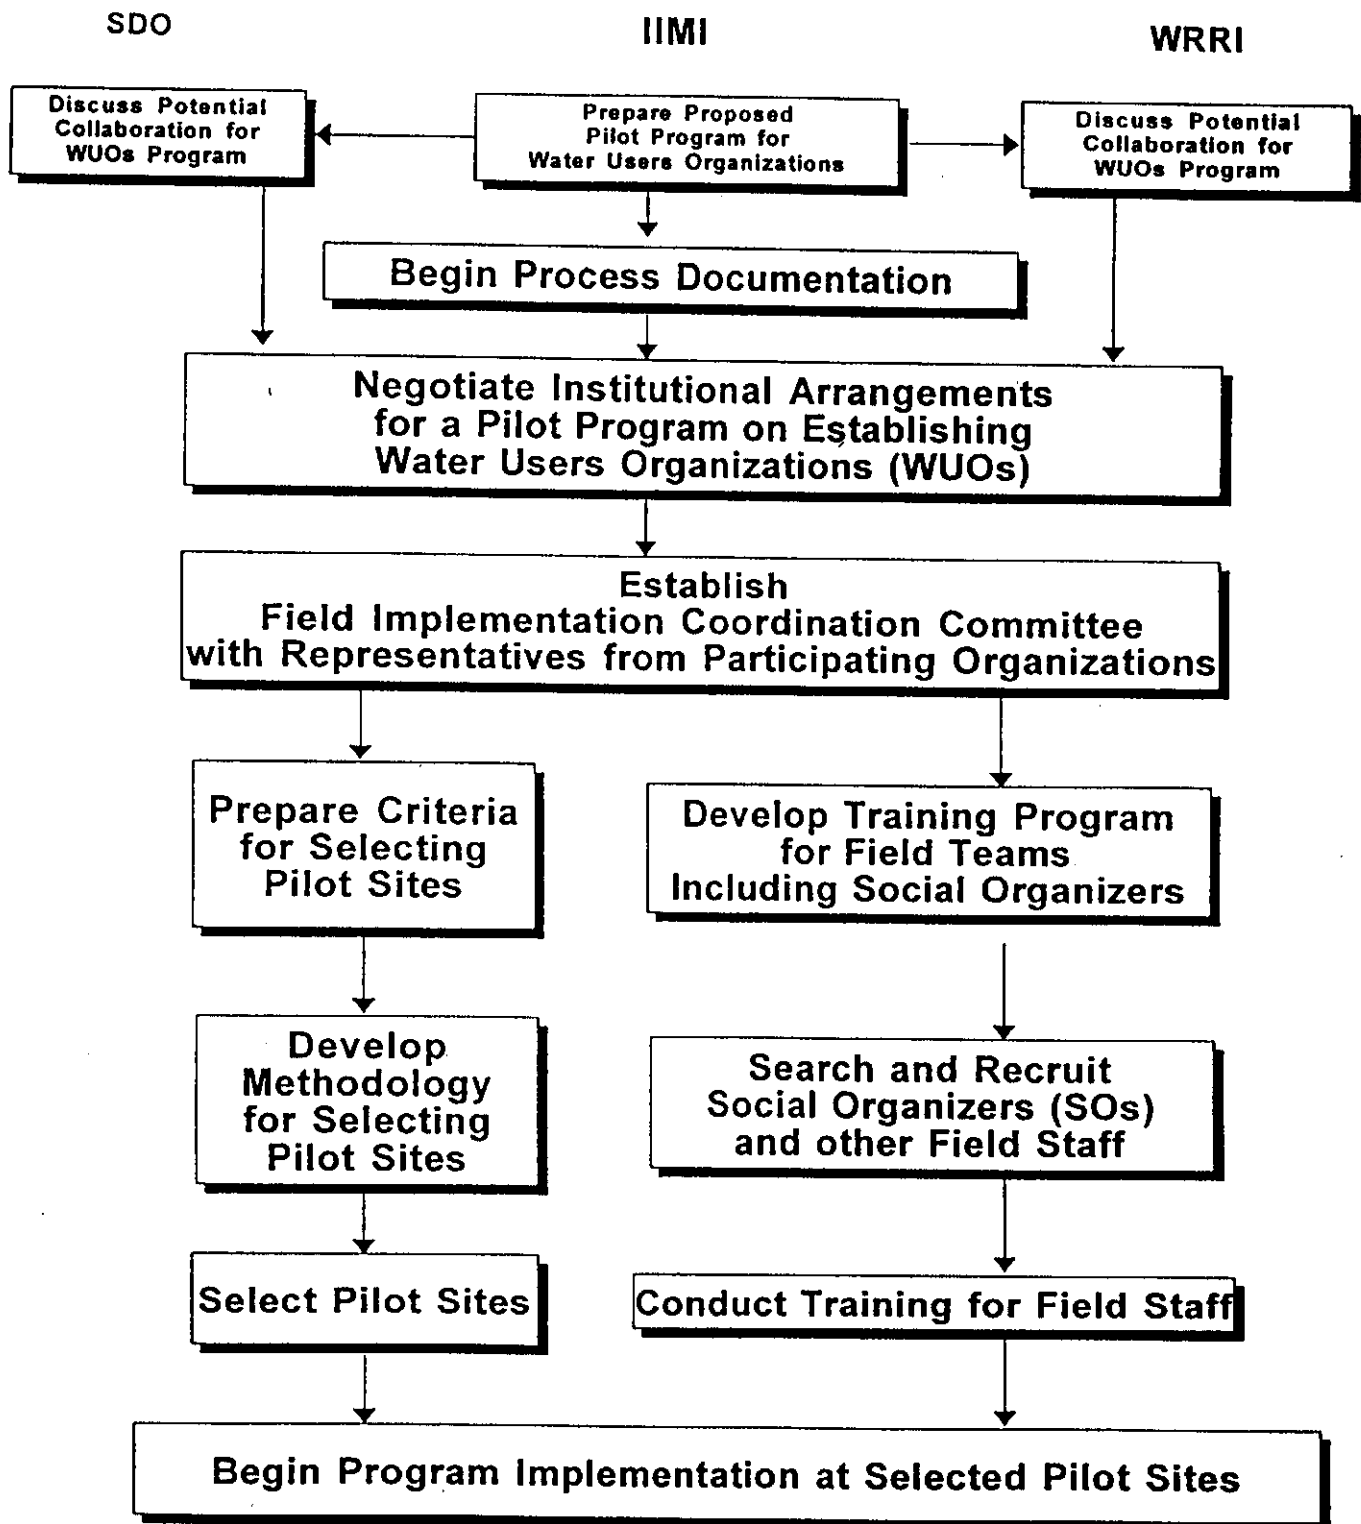 SDO
IIMI
WRRI
Discuss Potential
Collaboration for
WUOs Program
Prepare Proposed
Pilot Program for
Water Users Organizations
Discuss Potential
Collaboration for
WUOs Program
Begin Process Documentation
Negotiate Institutional Arrangements
for a Pilot Program on Establishing
Water Users Organizations (WUOs)
Establish
Field Implementation Coordination Committee
with Representatives from Participating Organizations
Prepare Criteria
for Selecting
Pilot Sites
Develop Training Program
for Field Teams
Including Social Organizers
Develop
Methodology
for Selecting
Pilot Sites
Search and Recruit
Social Organizers (SOs)
and other Field Staff
Select Pilot Sites
Conduct Training for Field Staff
Begin Program Implementation at Selected Pilot Sites